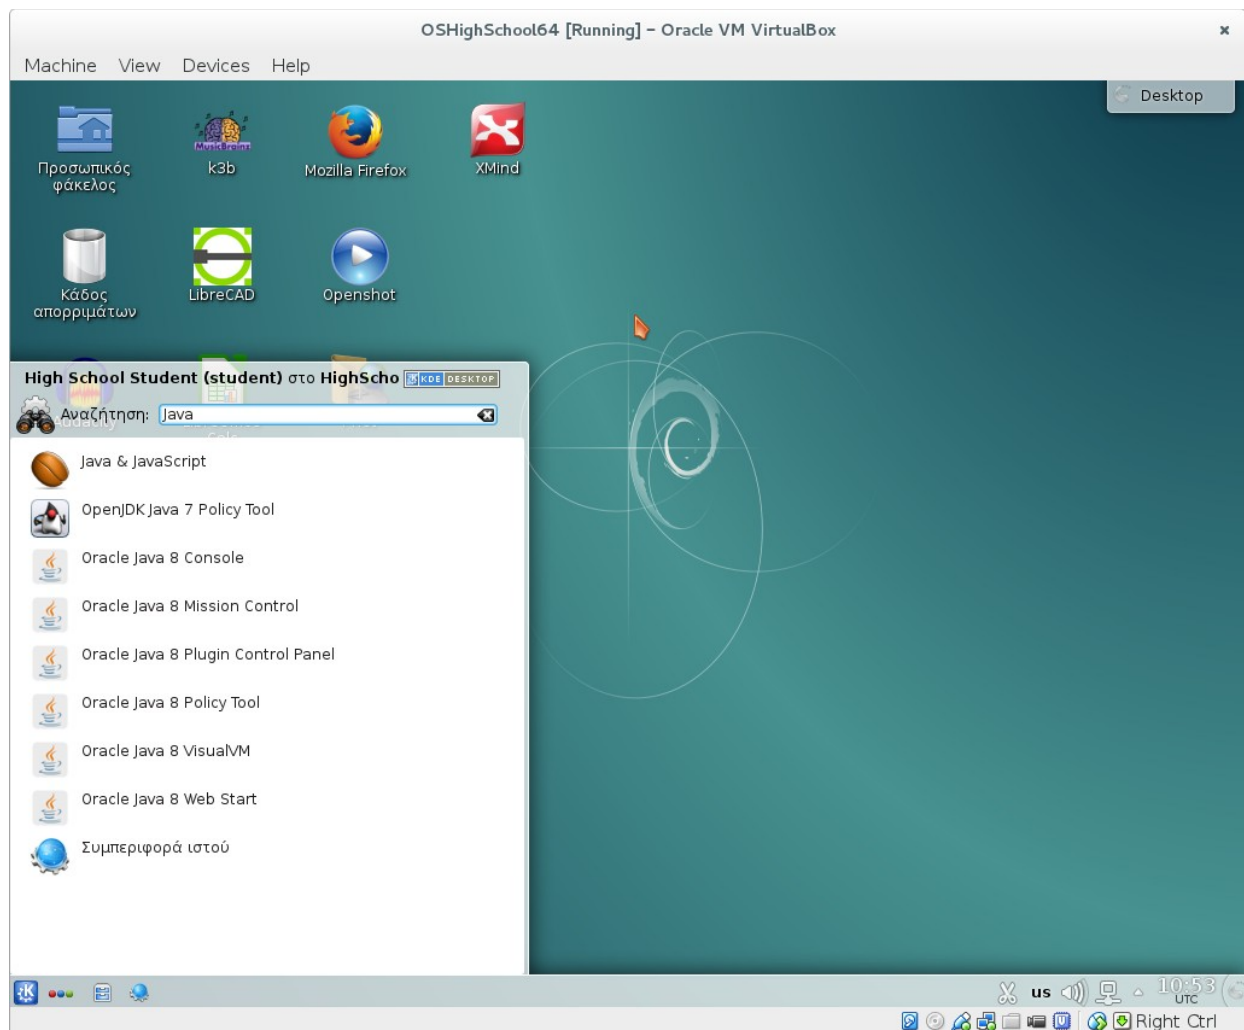 OSHighSchool64 [Running] – Oracle VM VirtualBox
Machine View Devices Help
Desktop
Προσωπικός
φάκελος
MusicBrainz
k3b
Mozilla Firefox
XMind
Κάδος
απορριμάτων
LibreCAD
Openshot
High School Student (student) στο HighScho KDE DESKTOP
Αναζήτηση: Java
Audacity
Calc
Java & JavaScript
OpenJDK Java 7 Policy Tool
Oracle Java 8 Console
Oracle Java 8 Mission Control
Oracle Java 8 Plugin Control Panel
Oracle Java 8 Policy Tool
Oracle Java 8 VisualVM
Oracle Java 8 Web Start
Συμπεριφορά ιστού
us
10:53
UTC
Right Ctrl